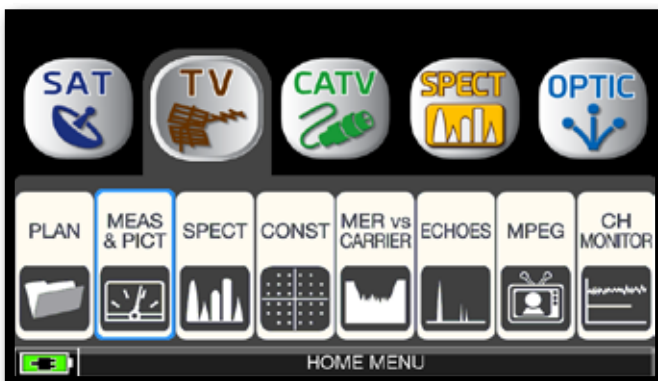 SAT TV CATV SPECT OPTIC
PLAN
MEAS
& PICT
SPECT
CONST
MER vs
CARRIER
ECHOES
MPEG
CH
MONITOR
HOME MENU